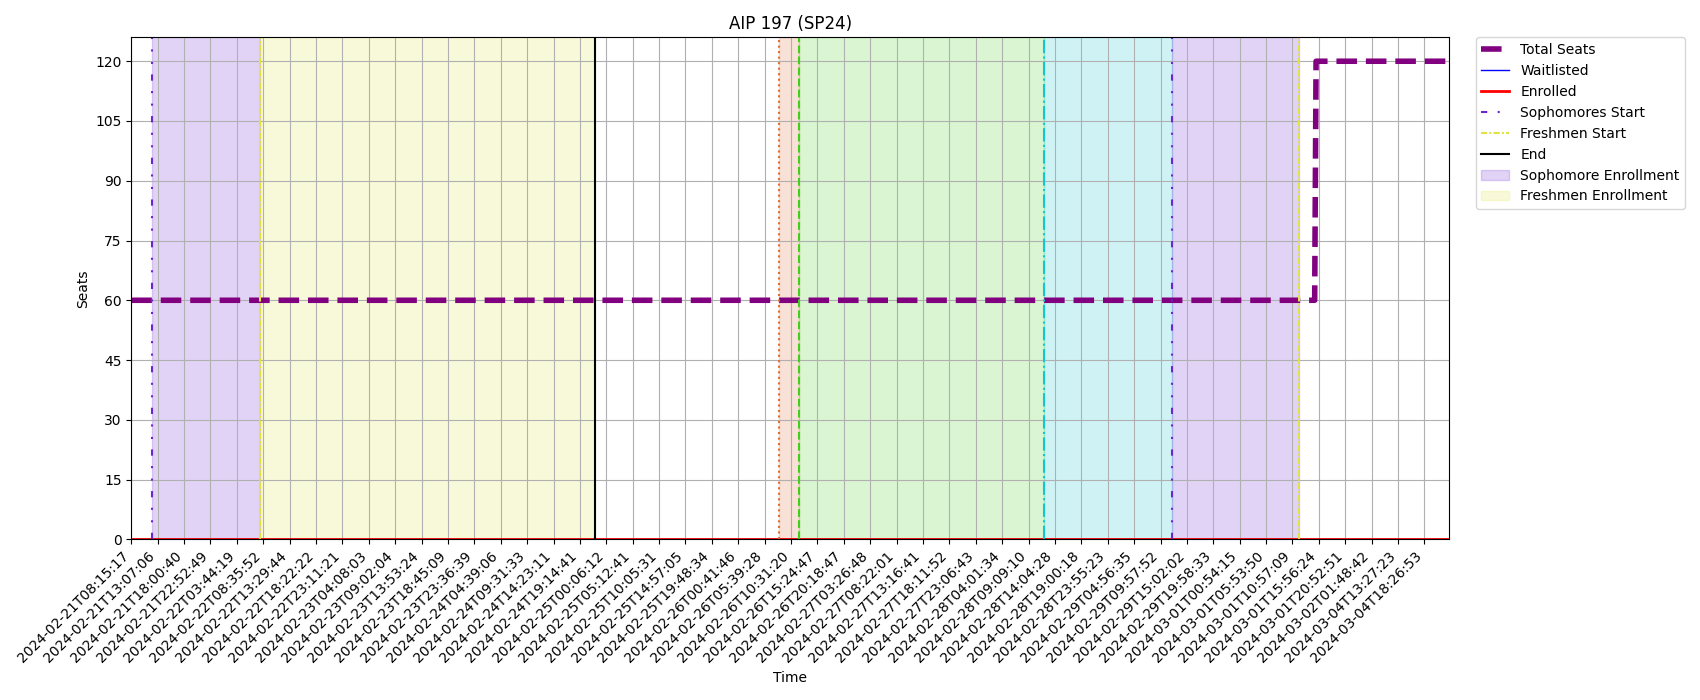 AIP 197 (SP24)
Total Seats
Waitlisted
Enrolled
Sophomores Start
Freshmen Start
End
Sophomore Enrollment
Freshmen Enrollment
Seats
120
105
90
75
60
45
30
15
0
2024-02-21T08:15:17
2024-02-21T13:07:06
2024-02-21T18:00:40
2024-02-21T22:52:49
2024-02-22T03:44:19
2024-02-22T08:35:52
2024-02-22T13:29:44
2024-02-22T18:22:22
2024-02-22T23:11:21
2024-02-23T04:08:03
2024-02-23T09:02:04
2024-02-23T13:53:24
2024-02-23T18:45:09
2024-02-23T23:36:39
2024-02-24T04:39:06
2024-02-24T09:31:33
2024-02-24T14:23:11
2024-02-24T19:14:41
2024-02-25T00:06:12
2024-02-25T05:12:41
2024-02-25T10:05:31
2024-02-25T14:57:05
2024-02-25T19:48:34
2024-02-26T00:41:46
2024-02-26T05:39:28
2024-02-26T10:31:20
2024-02-26T15:24:47
2024-02-26T20:18:47
2024-02-27T03:26:48
2024-02-27T08:22:01
2024-02-27T13:16:41
2024-02-27T18:11:52
2024-02-27T23:06:43
2024-02-28T04:01:34
2024-02-28T09:09:10
2024-02-28T14:04:28
2024-02-28T19:00:18
2024-02-28T23:55:23
2024-02-29T04:56:35
2024-02-29T09:57:52
2024-02-29T15:02:02
2024-02-29T19:58:33
2024-03-01T00:54:15
2024-03-01T05:53:50
2024-03-01T10:57:09
2024-03-01T15:56:24
2024-03-01T20:52:51
2024-03-02T01:48:42
2024-03-04T13:27:23
2024-03-04T18:26:53
Time